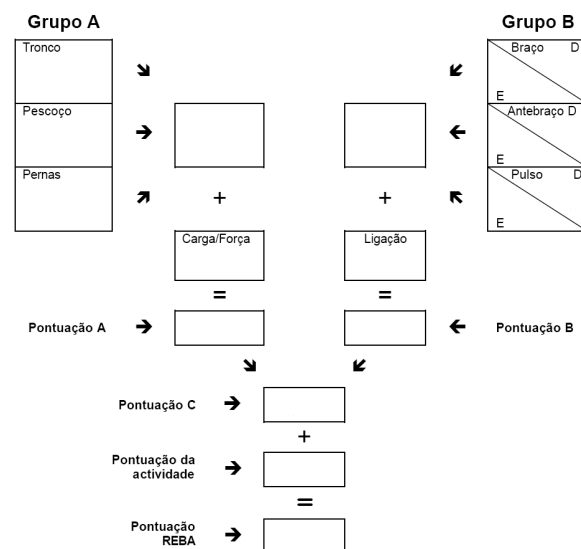 Grupo A
Grupo B
Tronco
Braço D
E
Pescoço
Antebraço D
E
Pernas
Pulso D
E
+
+
Carga/Força
Ligação
=
=
Pontuação A
Pontuação B
Pontuação C
+
Pontuação da
actividade
=
Pontuação
REBA